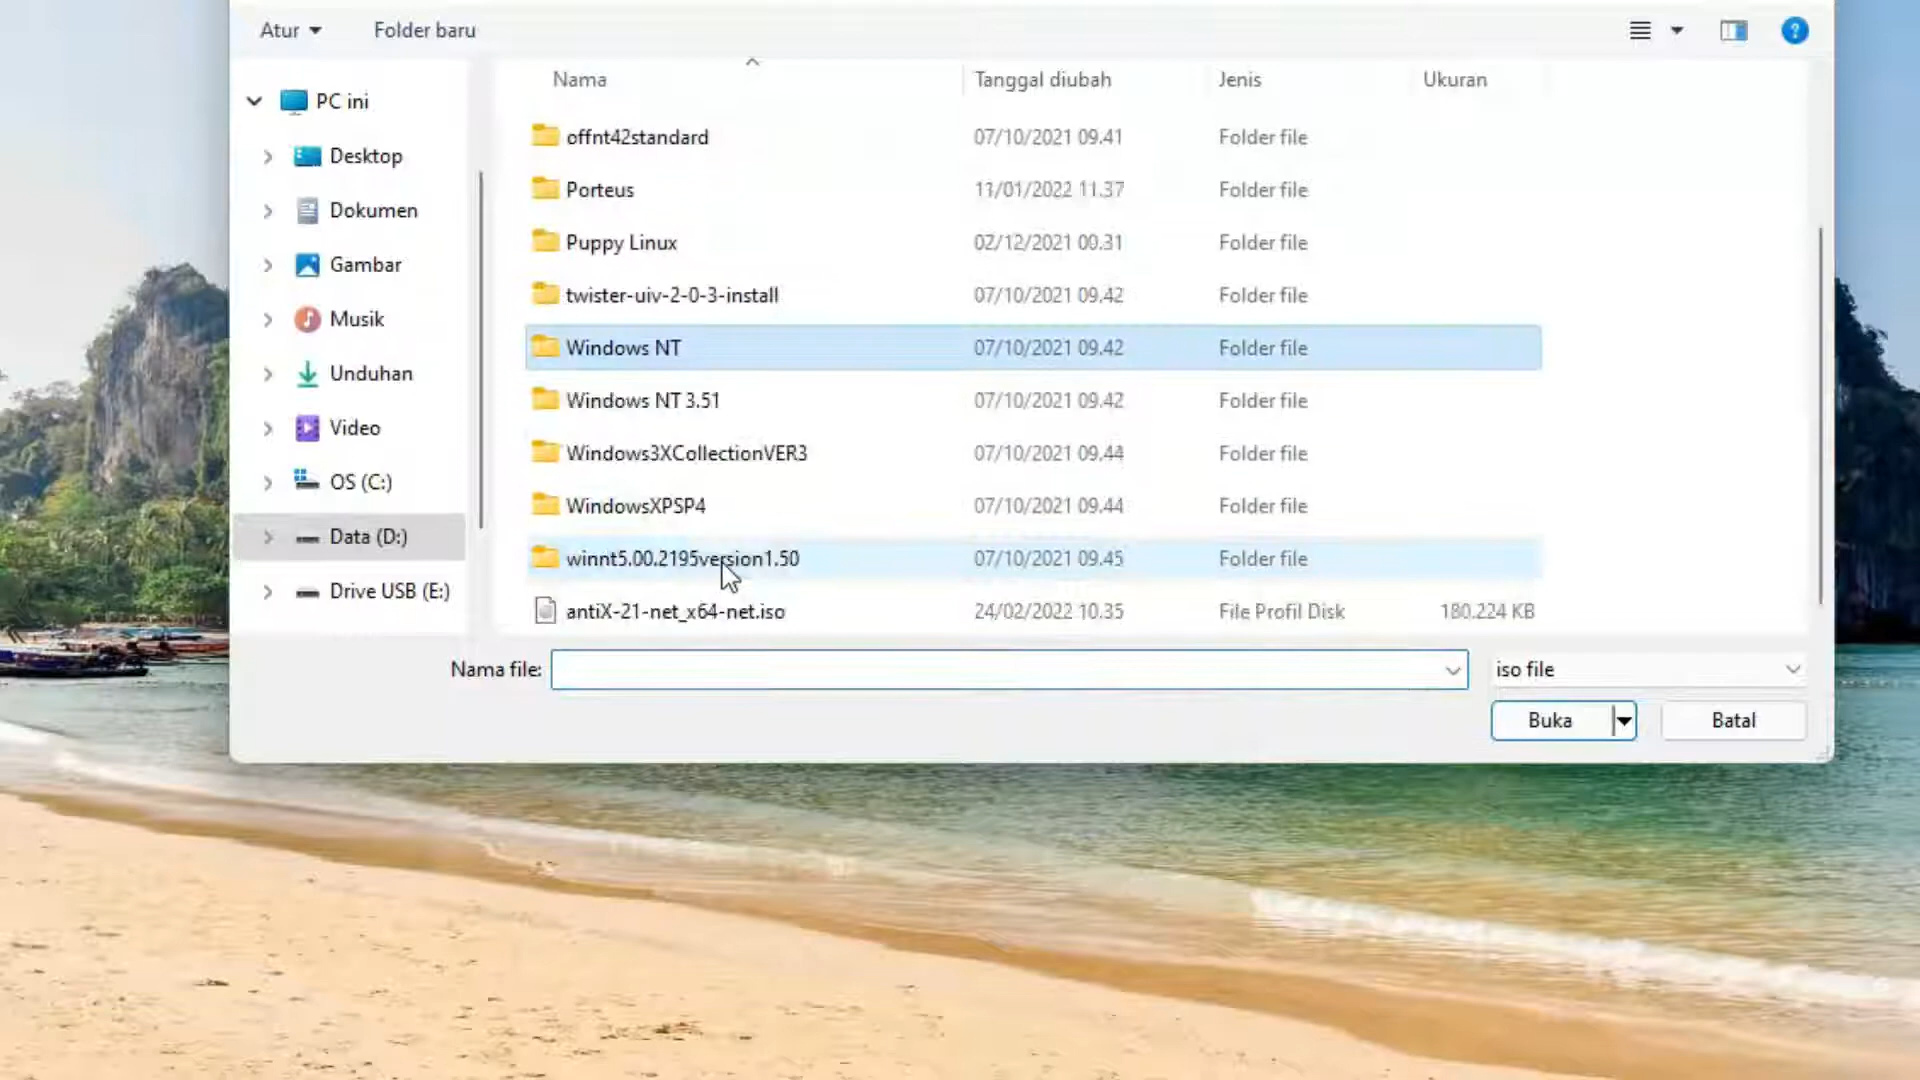 Atur Folder baru
Nama Tanggal diubah Jenis Ukuran
PC ini
Desktop
Dokumen
Gambar
Musik
Unduhan
Video
OS (C:)
Data (D:)
Drive USB (E:)
offnt42standard 07/10/2021 09.41 Folder file
Porteus 11/01/2022 11.37 Folder file
Puppy Linux 02/12/2021 00.31 Folder file
twister-uiv-2-0-3-install 07/10/2021 09.42 Folder file
Windows NT 07/10/2021 09.42 Folder file
Windows NT 3.51 07/10/2021 09.42 Folder file
Windows3XCollectionVER3 07/10/2021 09.44 Folder file
WindowsXPSP4 07/10/2021 09.44 Folder file
winnt5.00.2195version1.50 07/10/2021 09.45 Folder file
antiX-21-net_x64-net.iso 24/02/2022 10.35 File Profil Disk 180.224 KB
Nama file: iso file
Buka Batal